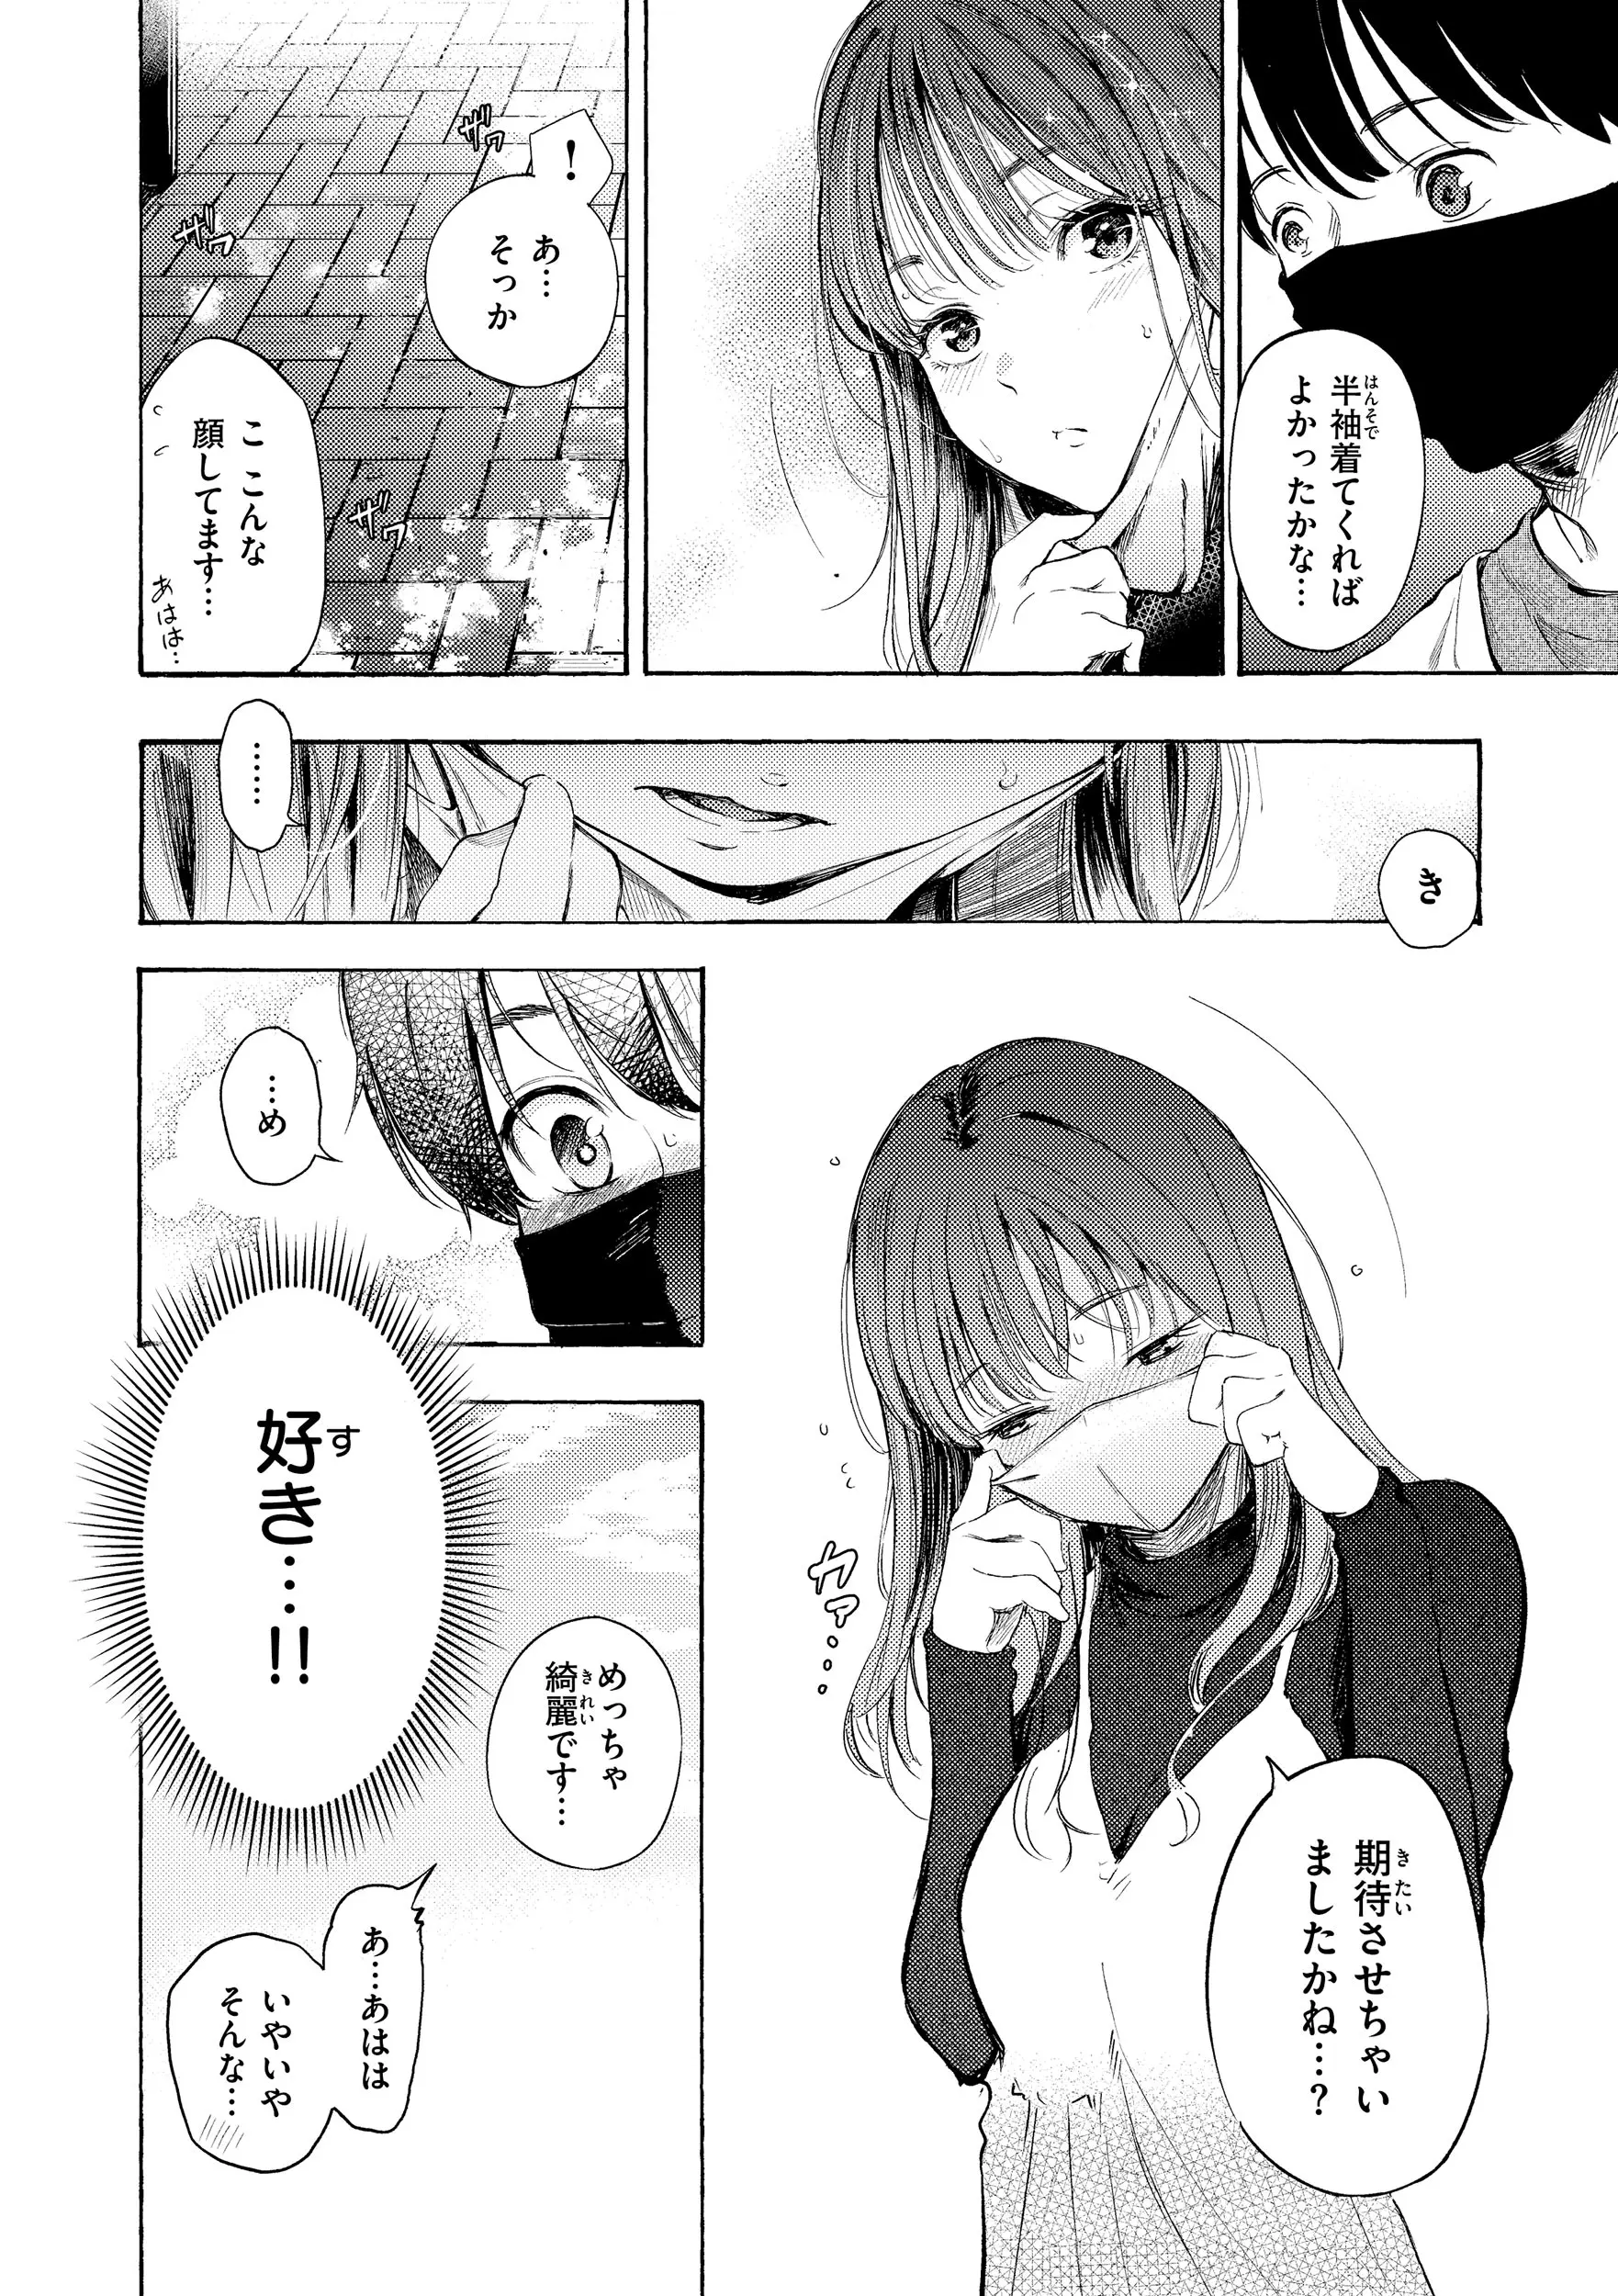 半袖着てくれば
よかったかな…
！
あ…
そっか
こ こんな
顔してます…
あはは…
ザワ
ザワ
ザワ
き
……
期待させちゃい
ましたかね…？
カァ…
…め
好き…!!
めっちゃ
綺麗です…
あ…あはは
いやいや
そんな…